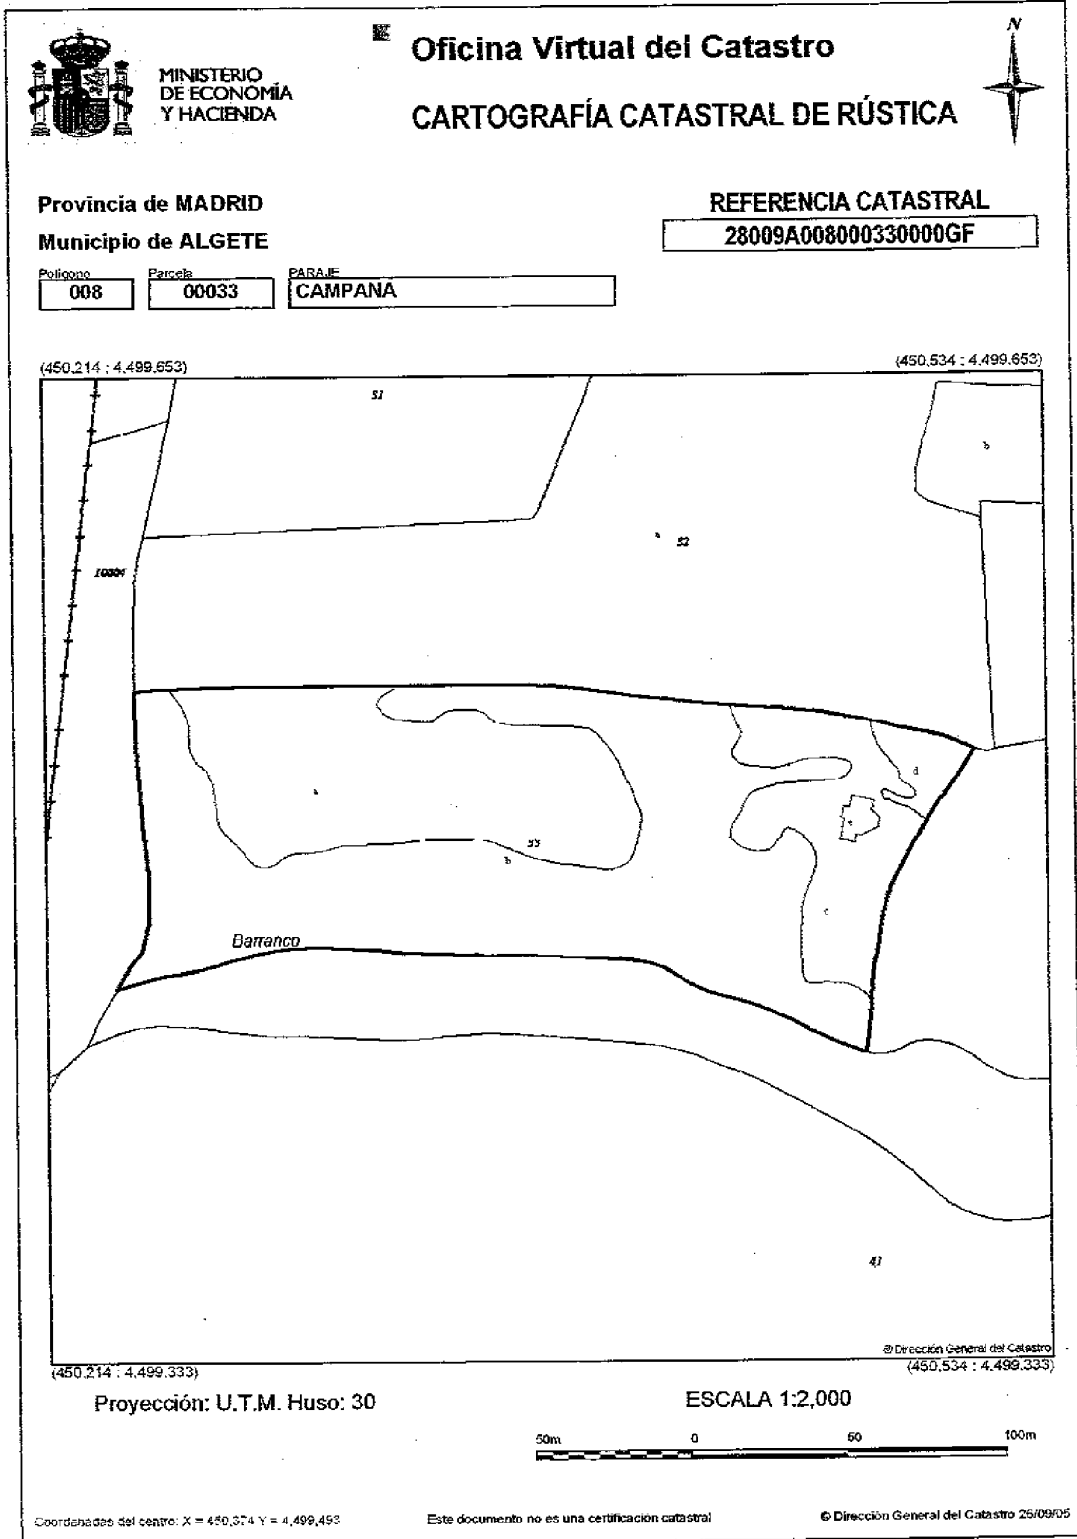 Oficina Virtual del Catastro
N
MINISTERIO
DE ECONOMÍA
Y HACIENDA
CARTOGRAFÍA CATASTRAL DE RÚSTICA
Provincia de MADRID
REFERENCIA CATASTRAL
Municipio de ALGETE
28009A008000330000GF
Polígono
Parcela
PARAJE
008
00033
CAMPANA
(450.214 ; 4.499.653)
(450.534 ; 4.499.653)
51
b
a
52
10004
d
a
e
33
b
c
Barranco
41
© Dirección General del Catastro
(450.214 ; 4.499.333)
(450.534 ; 4.499.333)
Proyección: U.T.M. Huso: 30
ESCALA 1:2,000
50m
0
50
100m
Coordenadas del centro: X = 450,374 Y = 4,499,493
Este documento no es una certificación catastral
© Dirección General del Catastro 26/09/05